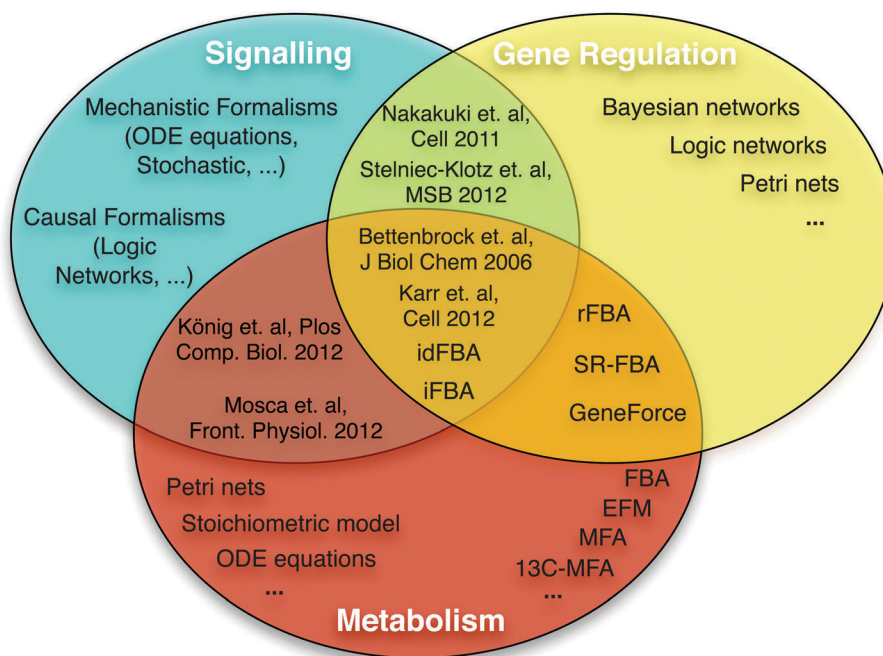 Signalling
Gene Regulation
Mechanistic Formalisms
(ODE equations,
Stochastic, ...)
Causal Formalisms
(Logic
Networks, ...)
Nakakuki et. al,
Cell 2011
Stelniec-Klotz et. al,
MSB 2012
Bayesian networks
Logic networks
Petri nets
...
Bettenbrock et. al,
J Biol Chem 2006
Karr et. al,
Cell 2012
idFBA
iFBA
König et. al, Plos
Comp. Biol. 2012
Mosca et. al,
Front. Physiol. 2012
rFBA
SR-FBA
GeneForce
Petri nets
Stoichiometric model
ODE equations
...
FBA
EFM
MFA
13C-MFA
...
Metabolism